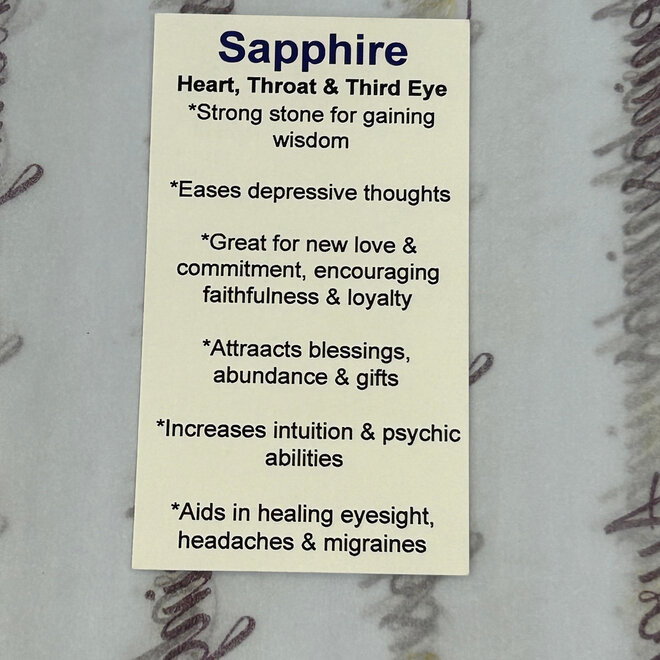 Sapphire
Heart, Throat & Third Eye
*Strong stone for gaining
wisdom
*Eases depressive thoughts
*Great for new love &
commitment, encouraging
faithfulness & loyalty
*Attraacts blessings,
abundance & gifts
*Increases intuition & psychic
abilities
*Aids in healing eyesight,
headaches & migraines